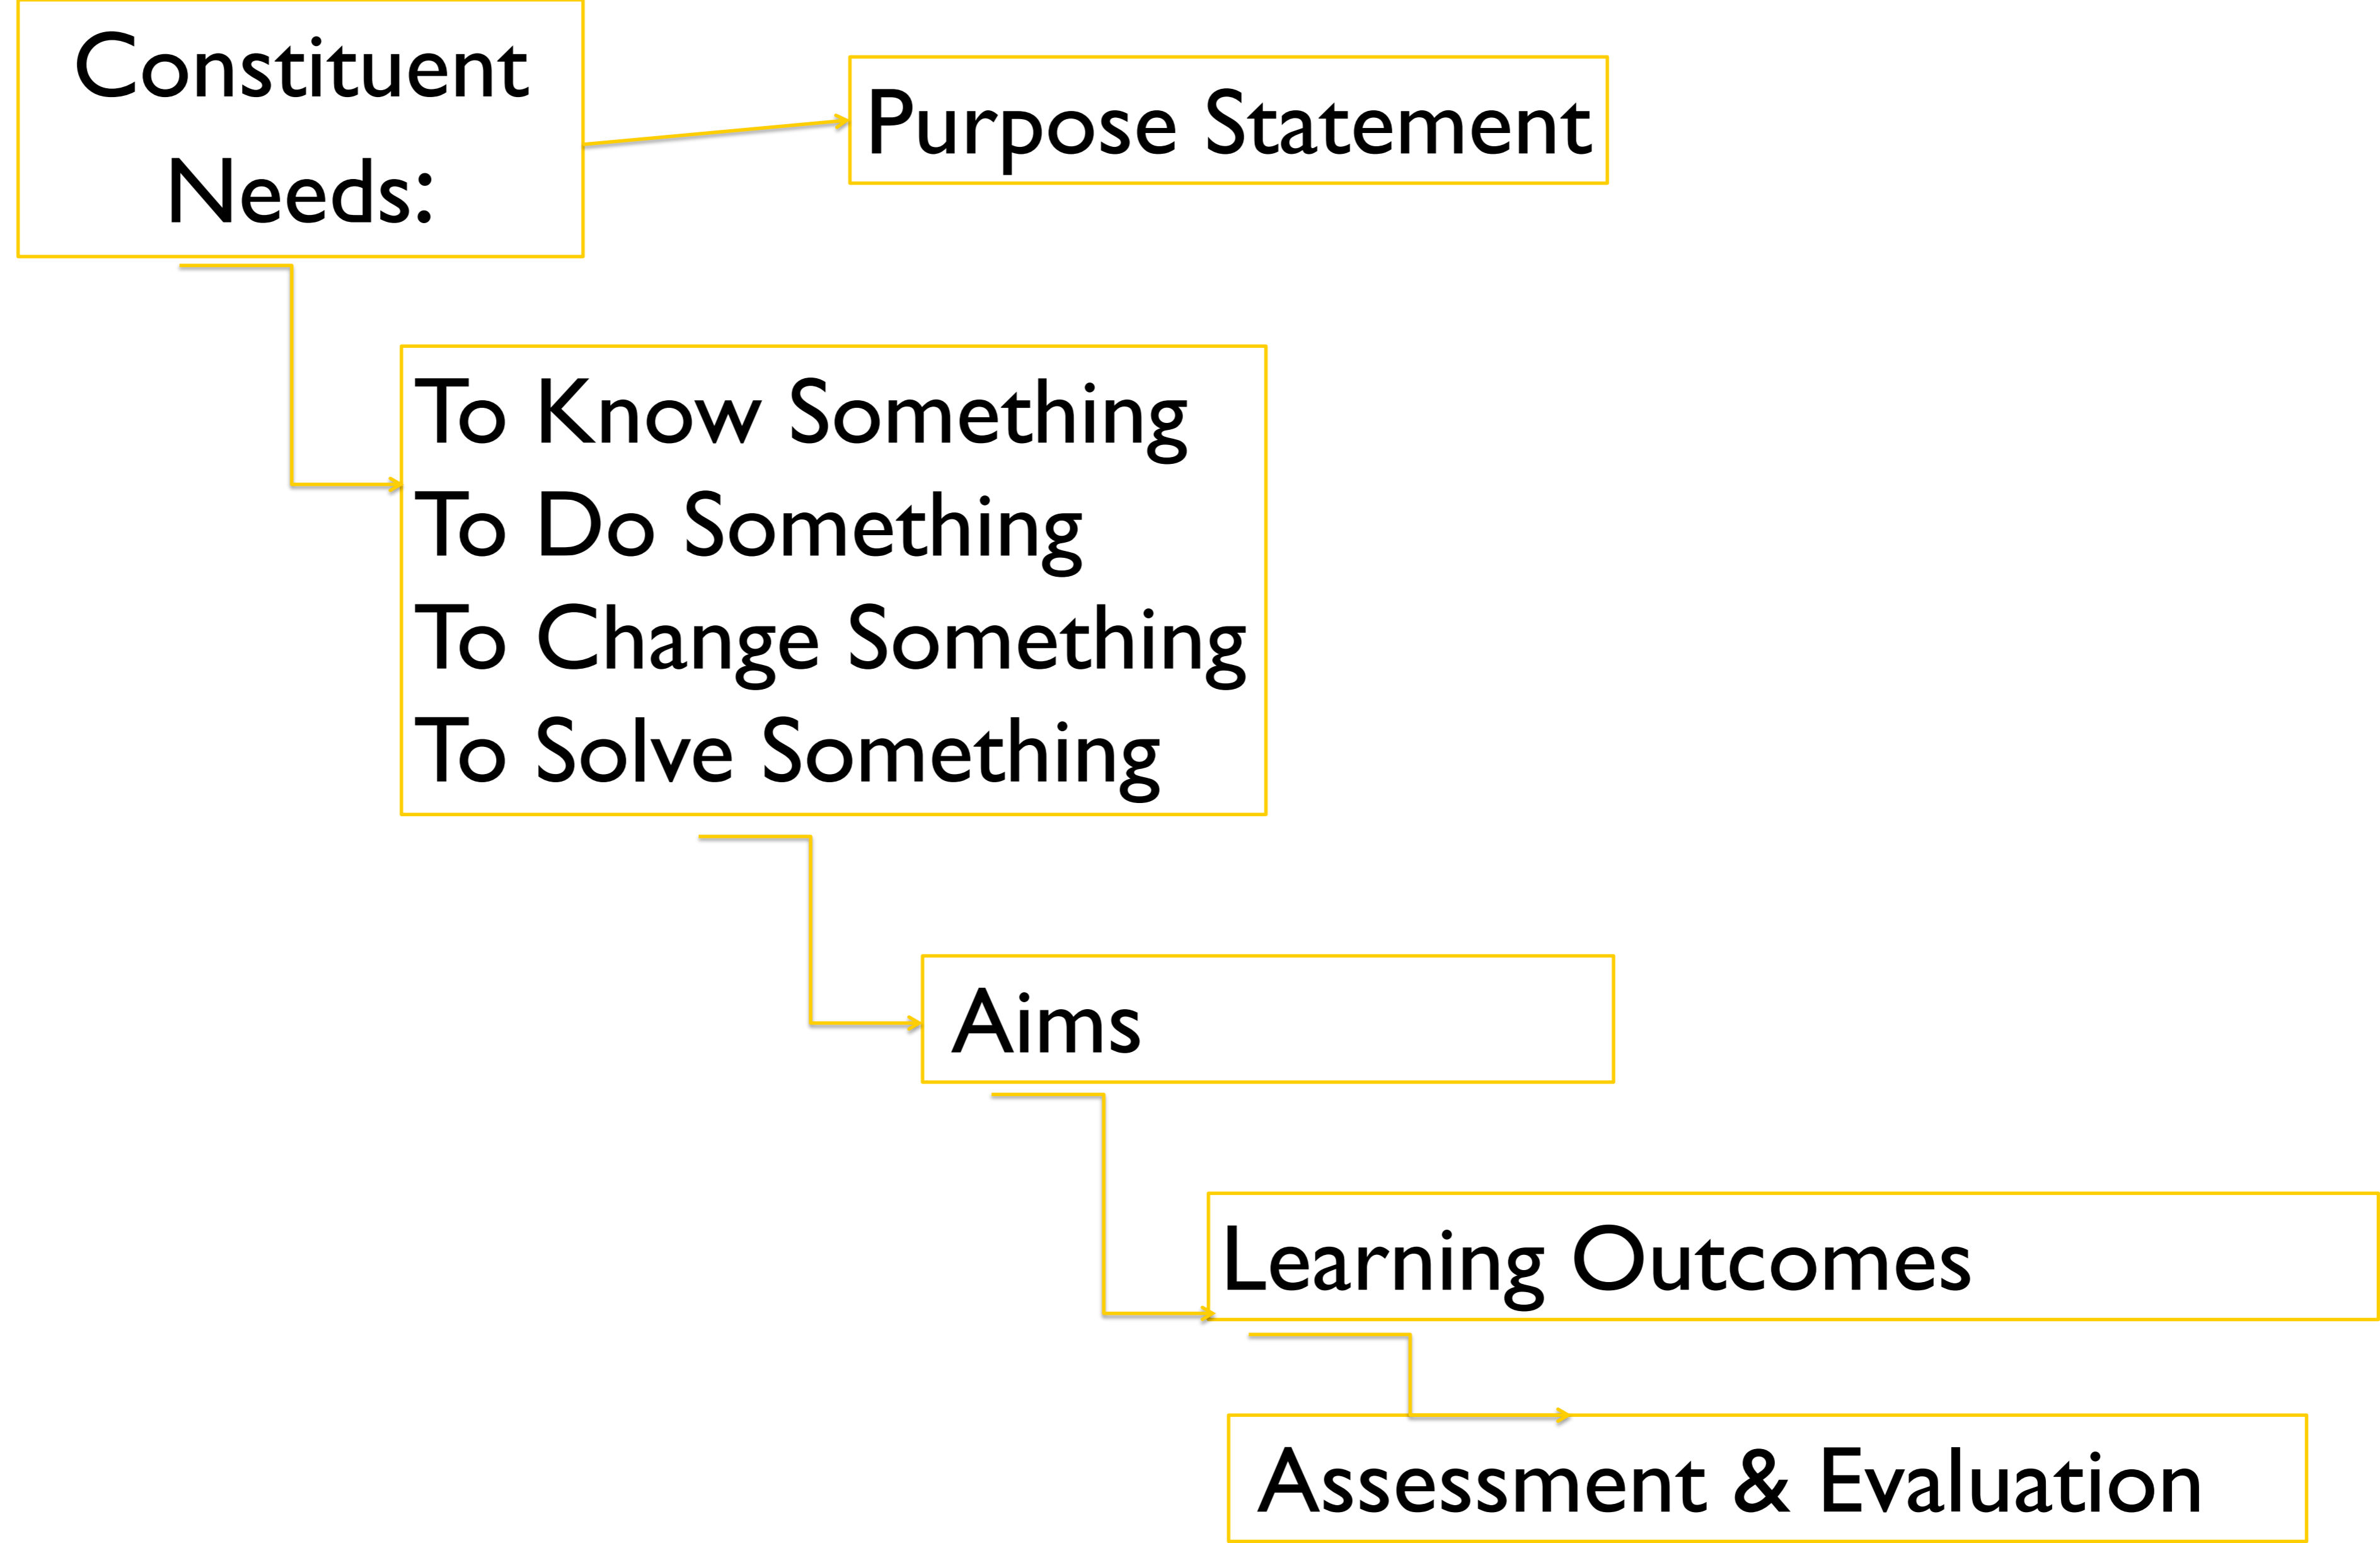 Constituent
Needs:
Purpose Statement
To Know Something
To Do Something
To Change Something
To Solve Something
Aims
Learning Outcomes
Assessment & Evaluation